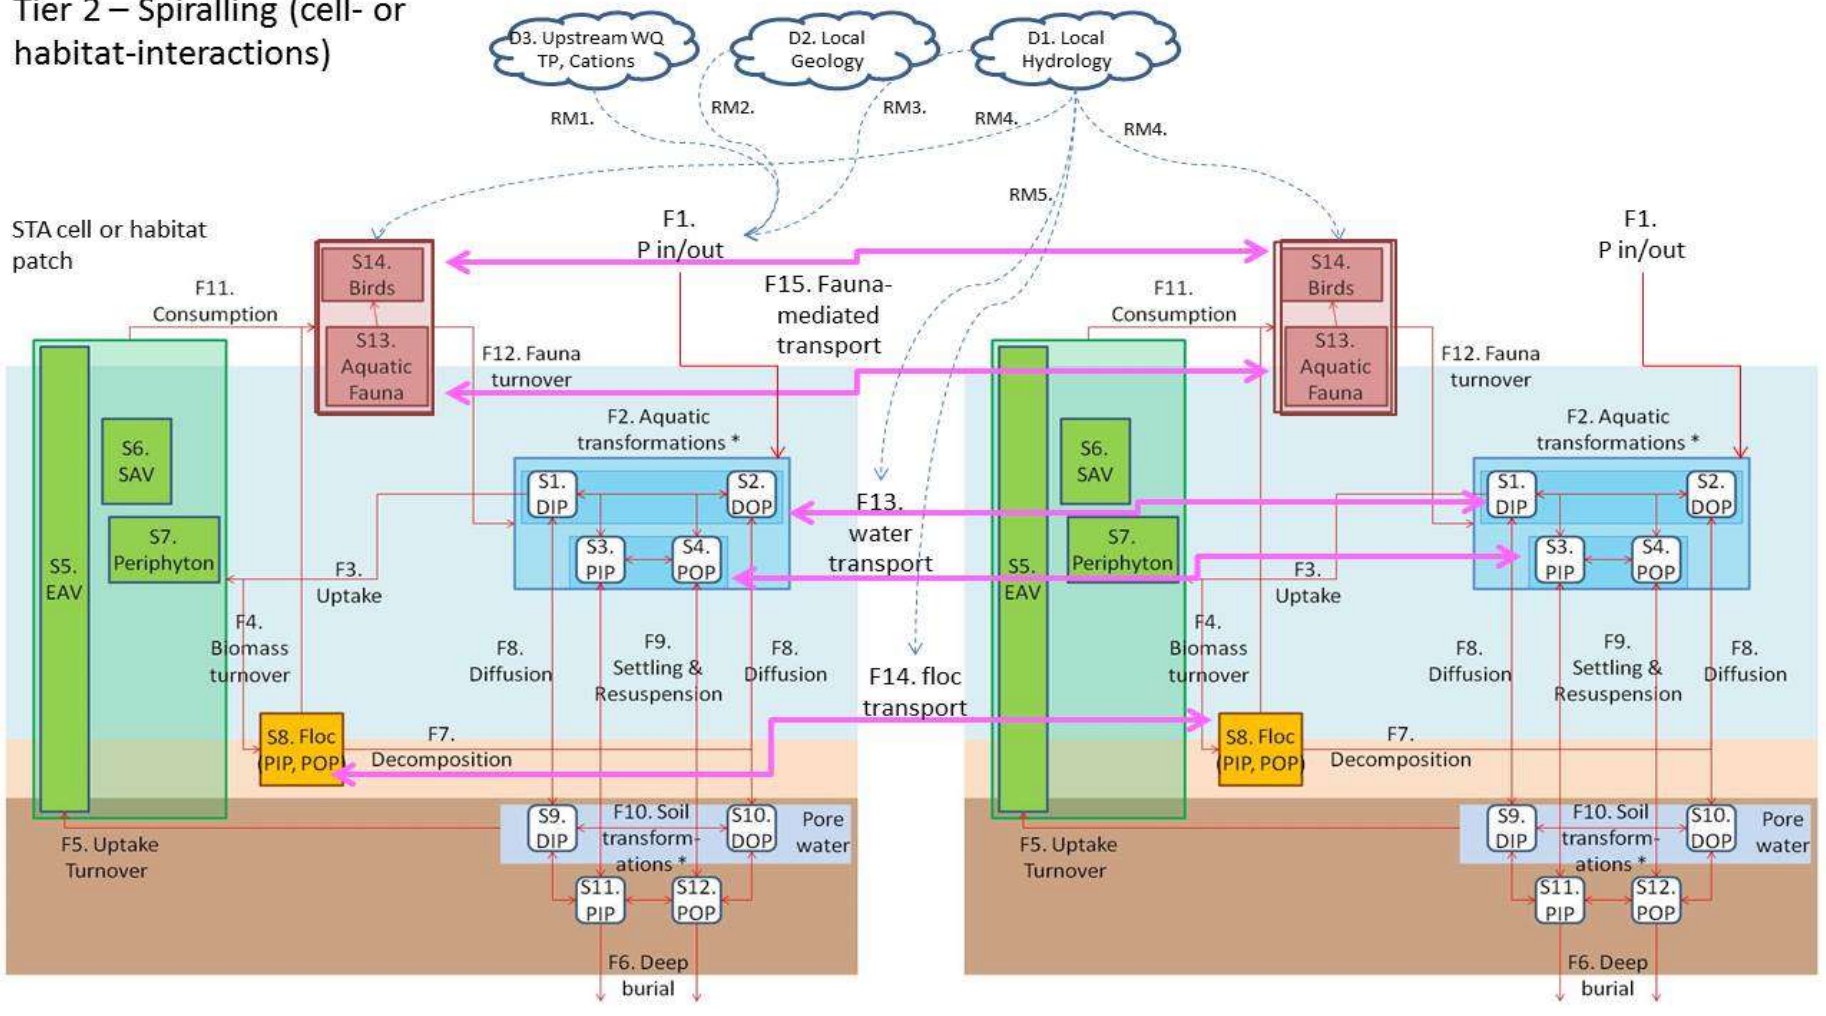 Tier 2 – Spiralling (cell- or
habitat-interactions)
D3. Upstream WQ
TP, Cations
D2. Local
Geology
D1. Local
Hydrology
RM1.
RM2.
RM3.
RM4.
RM4.
RM5.
STA cell or habitat
patch
F1.
P in/out
F15. Fauna-
mediated
transport
F13.
water
transport
F14. floc
transport
S14.
Birds
S13.
Aquatic
Fauna
F11.
Consumption
F12. Fauna
turnover
F2. Aquatic
transformations *
S1.
DIP
S2.
DOP
S3.
PIP
S4.
POP
S5.
EAV
S6.
SAV
S7.
Periphyton
F3.
Uptake
F4.
Biomass
turnover
F8.
Diffusion
F9.
Settling &
Resuspension
F8.
Diffusion
S8. Floc
(PIP, POP)
F7.
Decomposition
F5. Uptake
Turnover
S9.
DIP
F10. Soil
transform-
ations *
S10.
DOP
Pore
water
S11.
PIP
S12.
POP
F6. Deep
burial
F1.
P in/out
S14.
Birds
S13.
Aquatic
Fauna
F11.
Consumption
F12. Fauna
turnover
F2. Aquatic
transformations *
S1.
DIP
S2.
DOP
S3.
PIP
S4.
POP
S5.
EAV
S6.
SAV
S7.
Periphyton
F3.
Uptake
F4.
Biomass
turnover
F8.
Diffusion
F9.
Settling &
Resuspension
F8.
Diffusion
S8. Floc
(PIP, POP)
F7.
Decomposition
F5. Uptake
Turnover
S9.
DIP
F10. Soil
transform-
ations *
S10.
DOP
Pore
water
S11.
PIP
S12.
POP
F6. Deep
burial